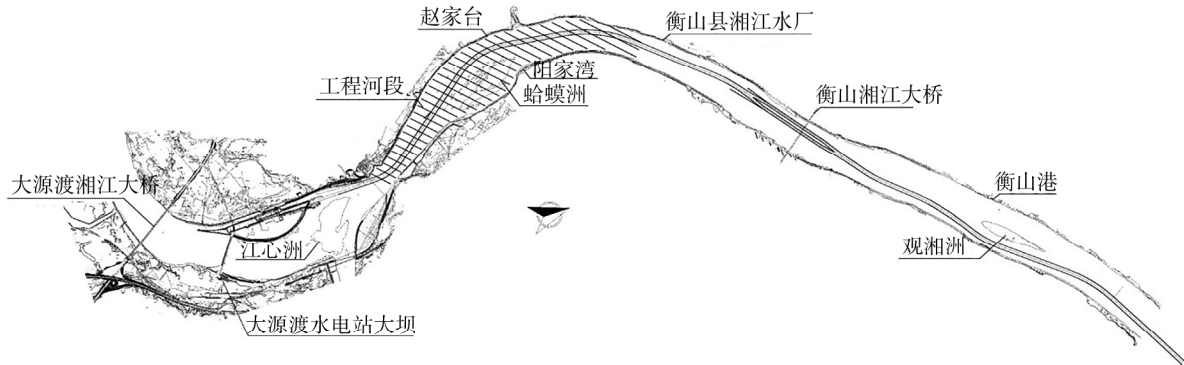 赵家台
衡山县湘江水厂
阳家湾
工程河段
蛤蟆洲
衡山湘江大桥
大源渡湘江大桥
衡山港
江心洲
观湘洲
大源渡水电站大坝